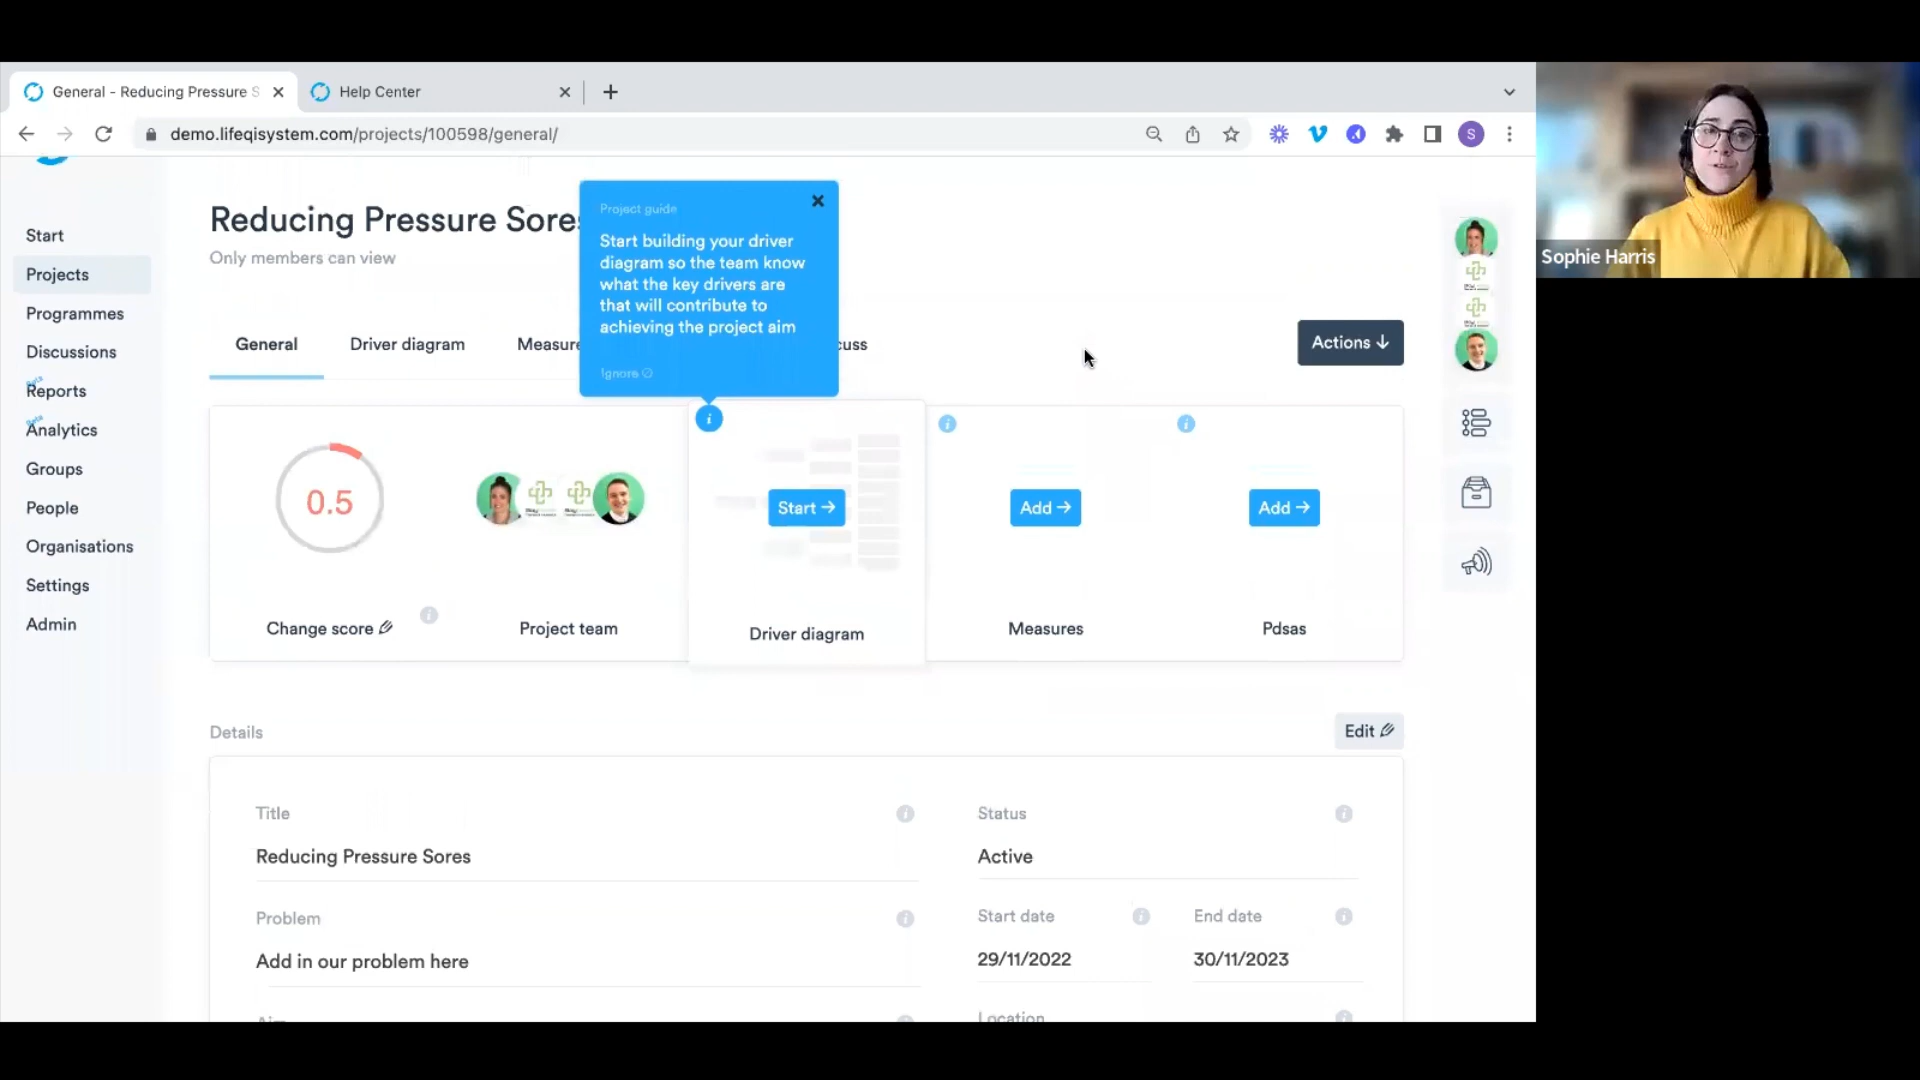 General - Reducing Pressure S
Help Center
demo.lifeqisystem.com/projects/100598/general/
S
Sophie Harris
Start
Projects
Programmes
Discussions
Beta
Reports
Beta
Analytics
Groups
People
Organisations
Settings
Admin
Reducing Pressure Sores
Only members can view
Project guide
Start building your driver
diagram so the team know
what the key drivers are
that will contribute to
achieving the project aim
Ignore
General
Driver diagram
Measure
cuss
Actions
0.5
Start
Add
Add
Change score
Project team
Driver diagram
Measures
Pdsas
Details
Edit
Title
Reducing Pressure Sores
Status
Active
Problem
Add in our problem here
Start date
29/11/2022
End date
30/11/2023
Aim
Location